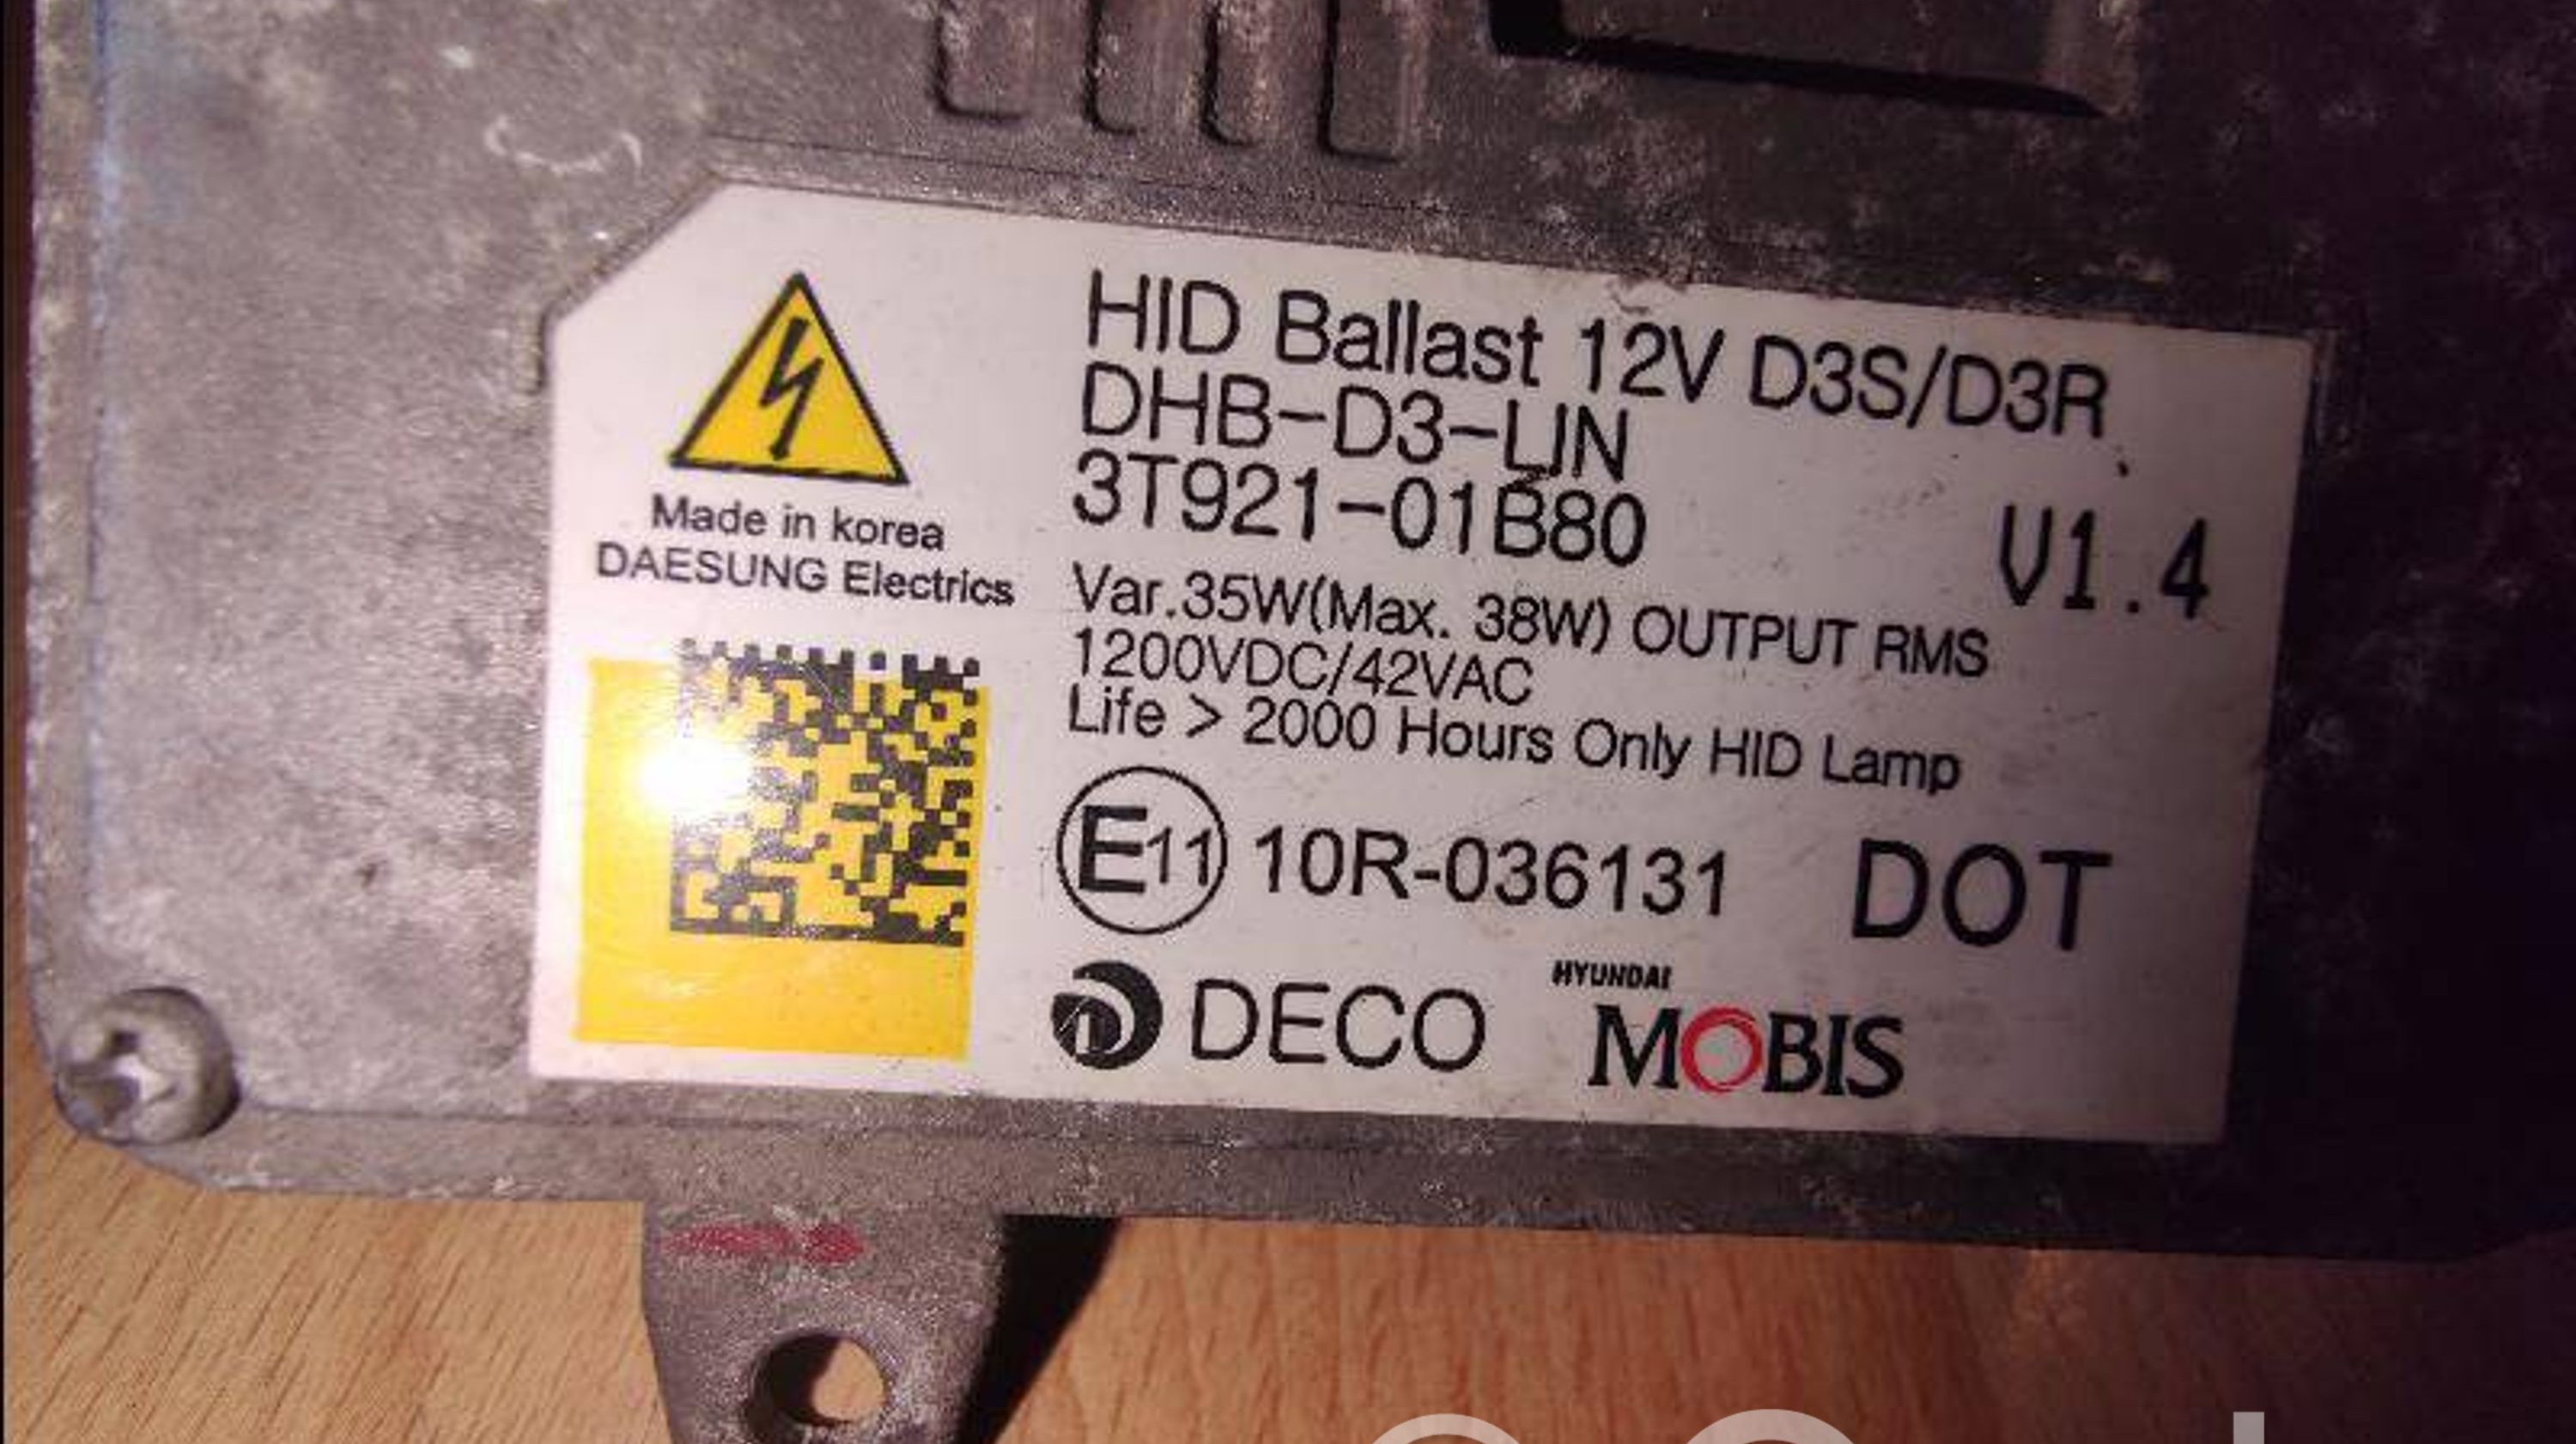 HID Ballast 12V D3S/D3R
DHB-D3-LIN
3T921-01B80
V1.4
Made in korea
DAESUNG Electrics
Var.35W(Max. 38W) OUTPUT RMS
1200VDC/42VAC
Life > 2000 Hours Only HID Lamp
E11 10R-036131 DOT
DECO
HYUNDAI
MOBIS